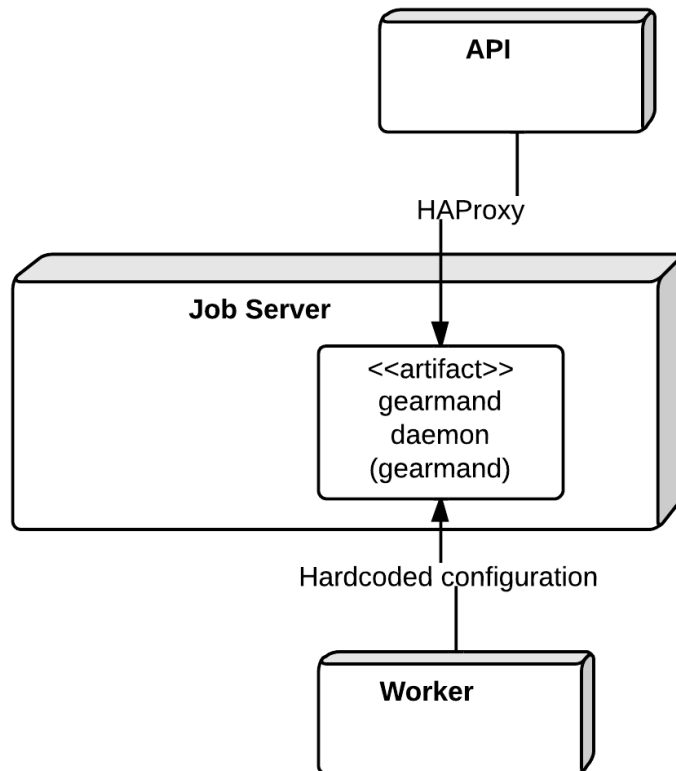 API
HAProxy
Job Server
<<artifact>>
gearmand
daemon
(gearmand)
Hardcoded configuration
Worker